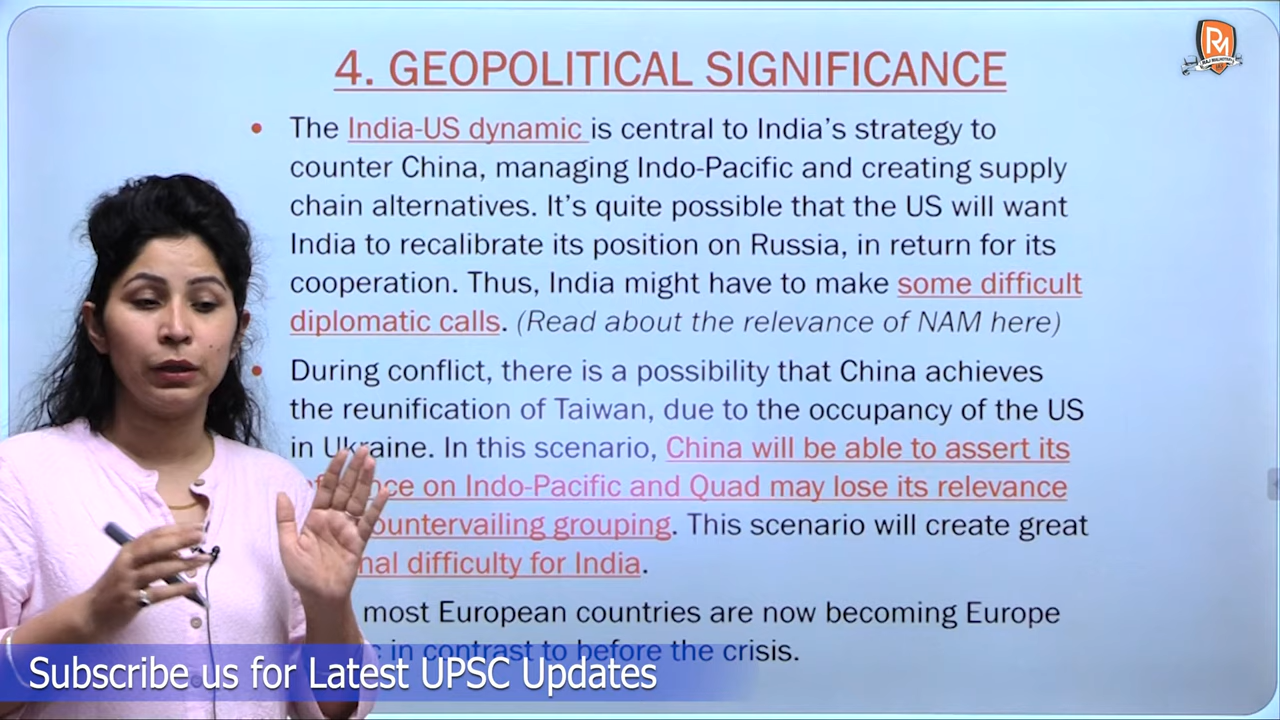 4. GEOPOLITICAL SIGNIFICANCE
• The India-US dynamic is central to India's strategy to
counter China, managing Indo-Pacific and creating supply
chain alternatives. It's quite possible that the US will want
India to recalibrate its position on Russia, in return for its
cooperation. Thus, India might have to make some difficult
diplomatic calls. (Read about the relevance of NAM here)
• During conflict, there is a possibility that China achieves
the reunification of Taiwan, due to the occupancy of the US
in Ukraine. In this scenario, China will be able to assert its
on Indo-Pacific and Quad may lose its relevance
grouping. This scenario will create great
difficulty for India.
most European countries are now becoming Europe
in contrast to before the crisis.
Subscribe us for Latest UPSC Updates
RM